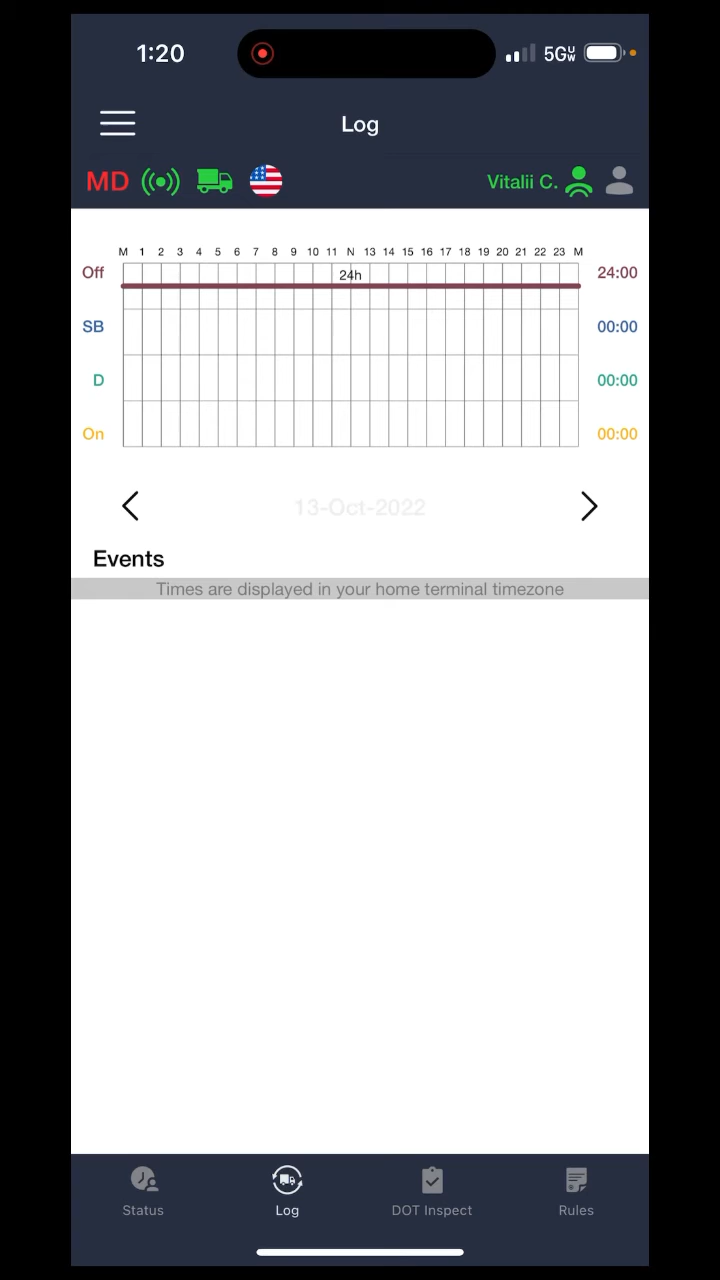 1:20 5G UW
Log
MD Vitalii C.
M 1 2 3 4 5 6 7 8 9 10 11 N 13 14 15 16 17 18 19 20 21 22 23 M
Off 24h 24:00
SB 00:00
D 00:00
On 00:00
13-Oct-2022
Events
Times are displayed in your home terminal timezone
Status Log DOT Inspect Rules